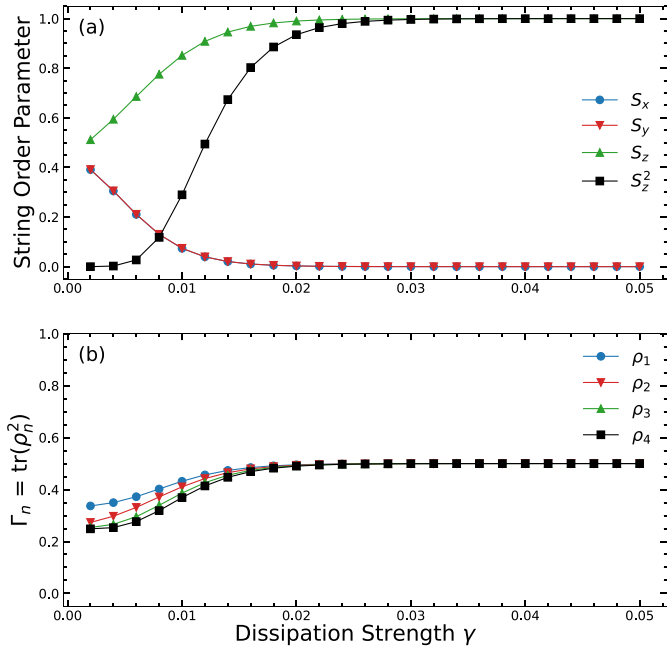 (a)
String Order Parameter
1.0
0.8
0.6
0.4
0.2
0.0
0.00 0.01 0.02 0.03 0.04 0.05
S_x
S_y
S_z
S_z^2
(b)
Γ_n = tr(ρ_n^2)
1.0
0.8
0.6
0.4
0.2
0.0
0.00 0.01 0.02 0.03 0.04 0.05
ρ_1
ρ_2
ρ_3
ρ_4
Dissipation Strength γ